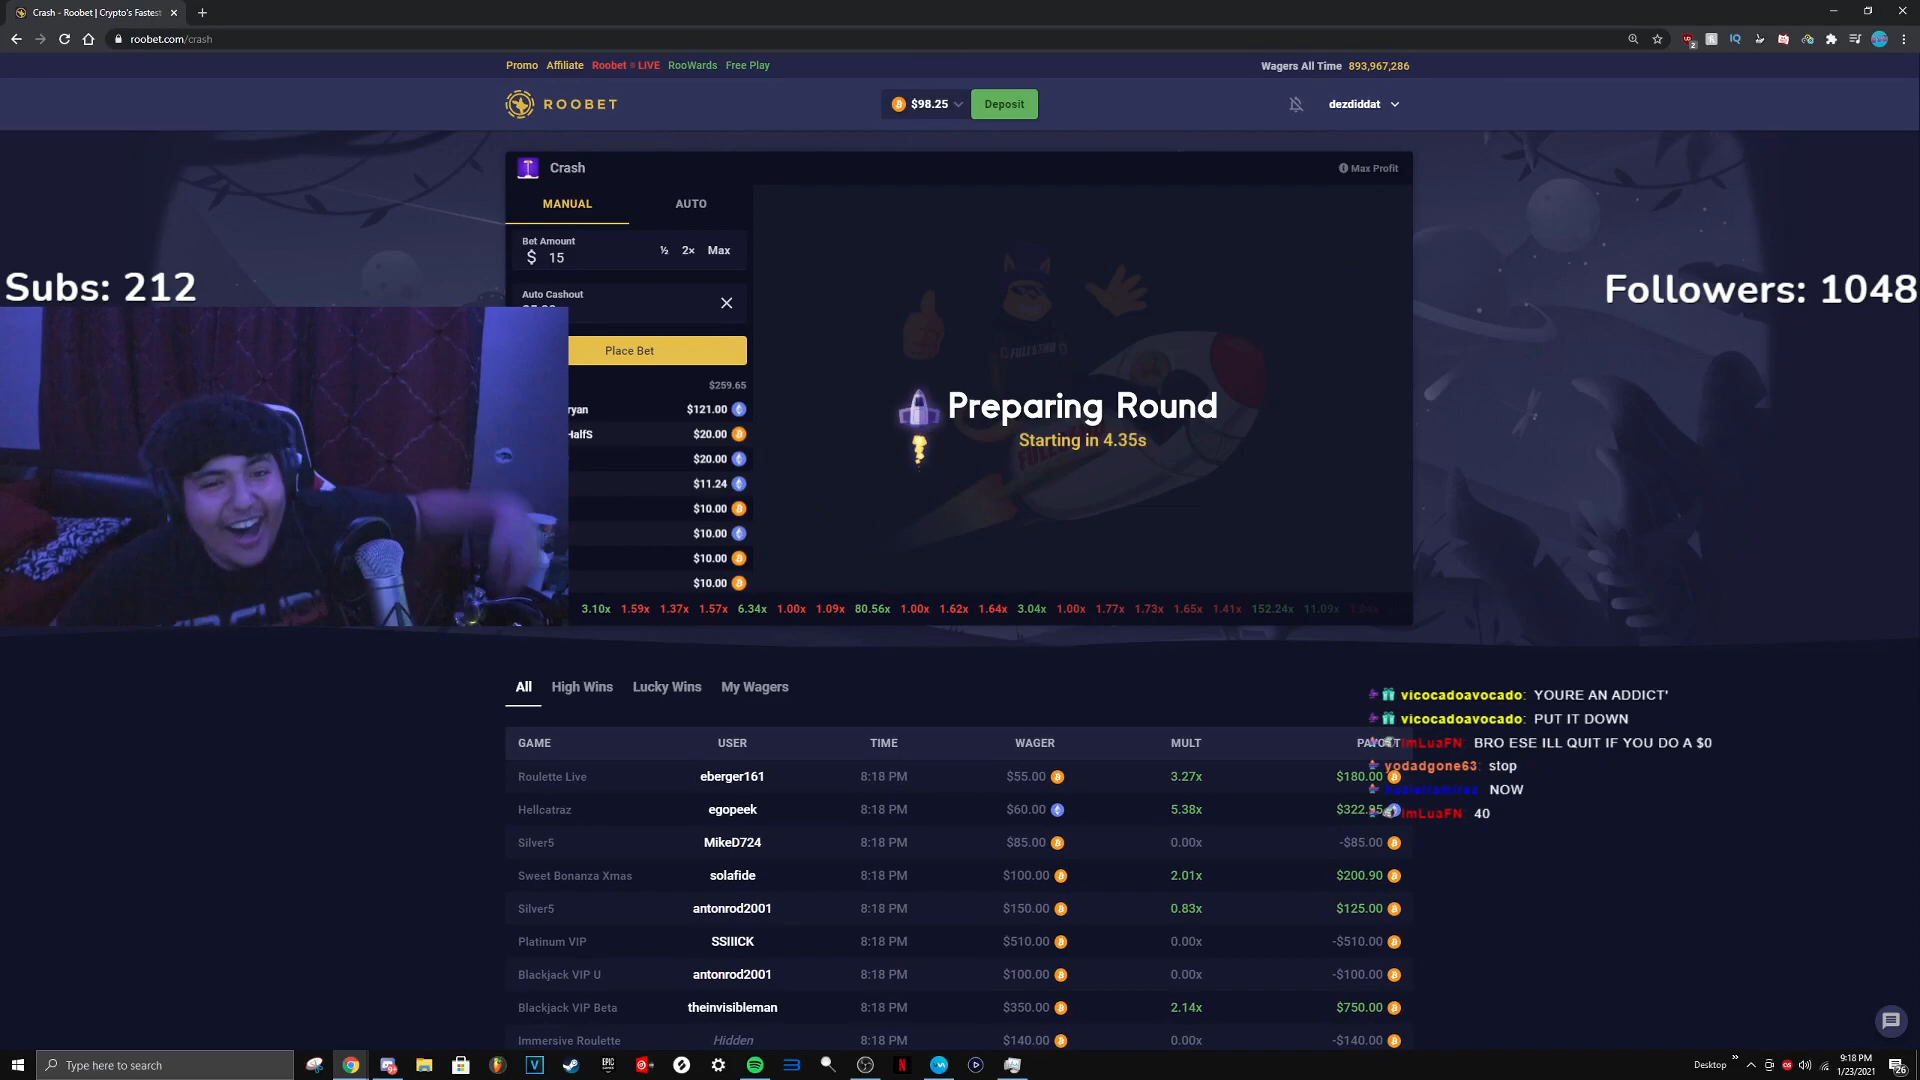 Crash - Roobet | Crypto's Fastest
roobet.com/crash
Promo Affiliate Roobet LIVE RooWards Free Play
Wagers All Time 893,967,286
ROOBET
$98.25
Deposit
dezdiddat
Crash
Max Profit
MANUAL AUTO
Bet Amount
$ 15
½ 2× Max
Auto Cashout
Place Bet
Subs: 212
Followers: 1048
$259.65
ryan $121.00
HalfS $20.00
$20.00
$11.24
$10.00
$10.00
$10.00
$10.00
Preparing Round
Starting in 4.35s
3.10x 1.59x 1.37x 1.57x 6.34x 1.00x 1.09x 80.56x 1.00x 1.62x 1.64x 3.04x 1.00x 1.77x 1.73x 1.65x 1.41x 152.24x 11.09x
All High Wins Lucky Wins My Wagers
GAME USER TIME WAGER MULT
Roulette Live eberger161 8:18 PM $55.00 3.27x $180.00
Hellcatraz egopeek 8:18 PM $60.00 5.38x
Silver5 MikeD724 8:18 PM $85.00 0.00x -$85.00
Sweet Bonanza Xmas solafide 8:18 PM $100.00 2.01x $200.90
Silver5 antonrod2001 8:18 PM $150.00 0.83x $125.00
Platinum VIP SSIIICK 8:18 PM $510.00 0.00x -$510.00
Blackjack VIP U antonrod2001 8:18 PM $100.00 0.00x -$100.00
Blackjack VIP Beta theinvisibleman 8:18 PM $350.00 2.14x $750.00
Immersive Roulette Hidden 8:18 PM $140.00 0.00x -$140.00
vicocadoavocado: YOURE AN ADDICT'
vicocadoavocado: PUT IT DOWN
imLuaFN: BRO ESE ILL QUIT IF YOU DO A $0
yodadgone63: stop
NOW
imLuaFN: 40
Type here to search
Desktop
9:18 PM
1/23/2021
26